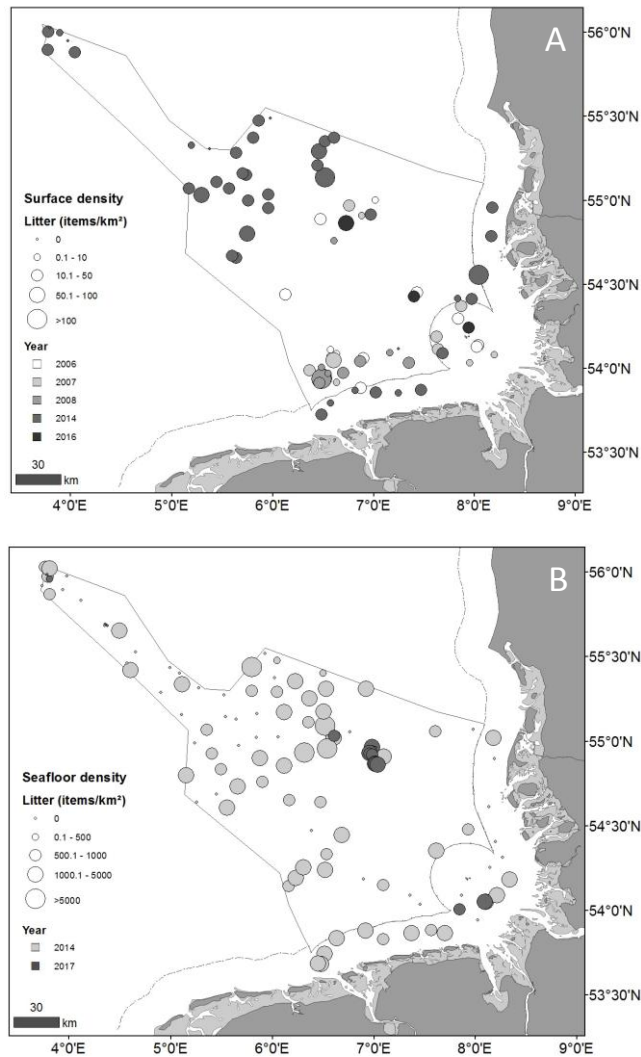 A
56°0'N
55°30'N
55°0'N
54°30'N
54°0'N
53°30'N
Surface density
Litter (items/km²)
0
0.1 - 10
10.1 - 50
50.1 - 100
>100
Year
2006
2007
2008
2014
2016
30
km
4°0'E 5°0'E 6°0'E 7°0'E 8°0'E 9°0'E
B
56°0'N
55°30'N
55°0'N
54°30'N
54°0'N
53°30'N
Seafloor density
Litter (items/km²)
0
0.1 - 500
500.1 - 1000
1000.1 - 5000
>5000
Year
2014
2017
30
km
4°0'E 5°0'E 6°0'E 7°0'E 8°0'E 9°0'E